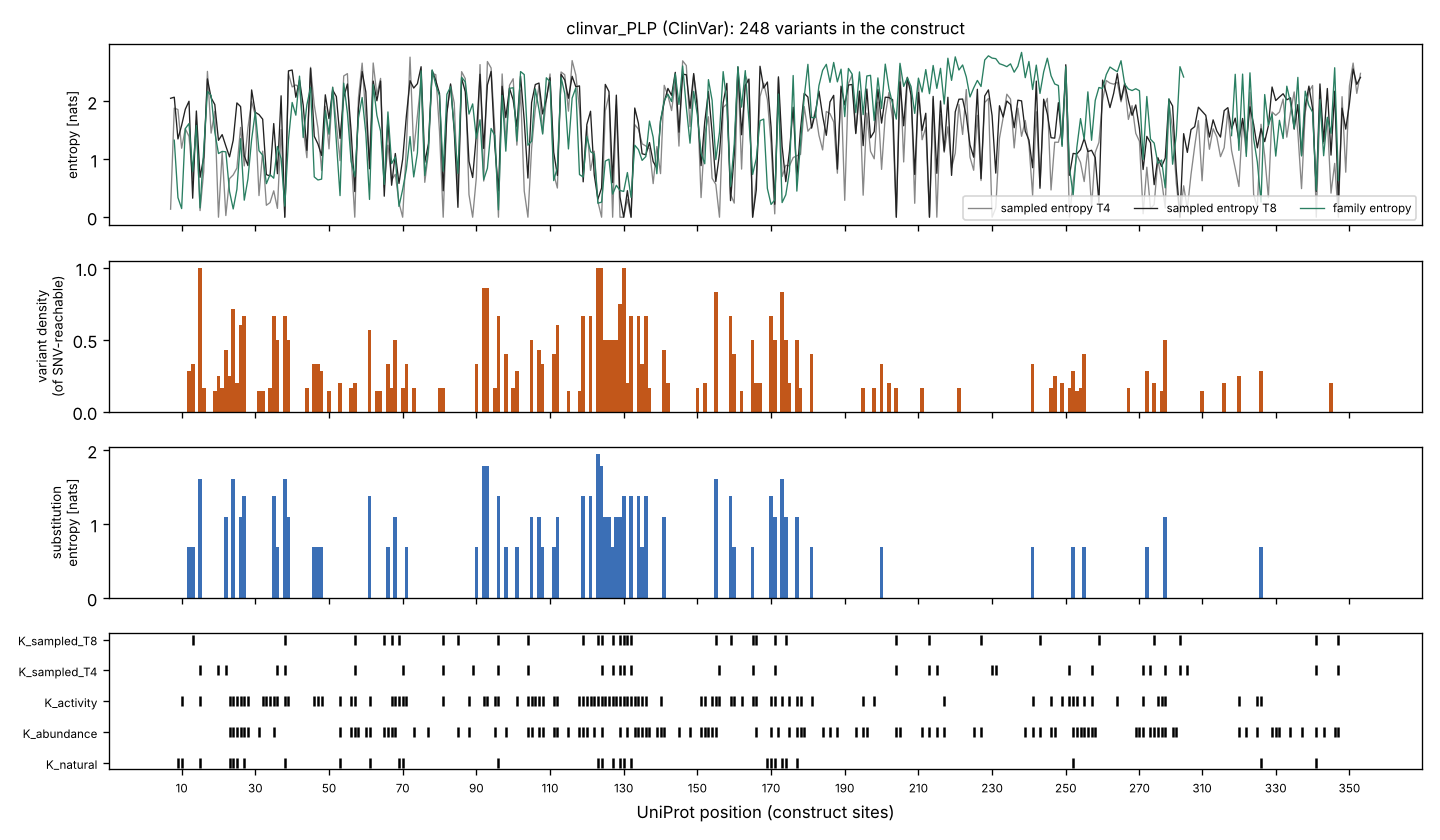 clinvar_PLP (ClinVar): 248 variants in the construct
entropy [nats]
2
1
0
sampled entropy T4
sampled entropy T8
family entropy
variant density
(of SNV-reachable)
1.0
0.5
0.0
substitution
entropy [nats]
2
1
0
K_sampled_T8
K_sampled_T4
K_activity
K_abundance
K_natural
10 30 50 70 90 110 130 150 170 190 210 230 250 270 310 330 350
UniProt position (construct sites)